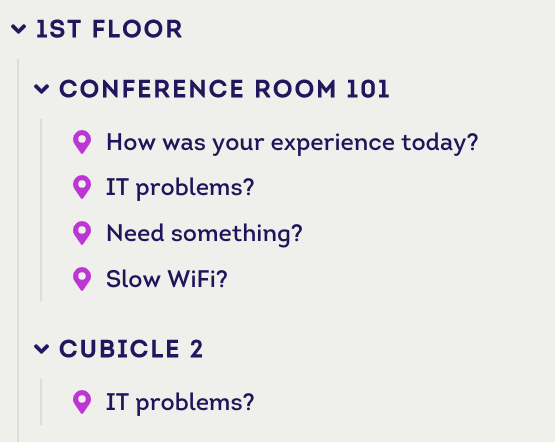 1ST FLOOR
CONFERENCE ROOM 101
How was your experience today?
IT problems?
Need something?
Slow WiFi?
CUBICLE 2
IT problems?